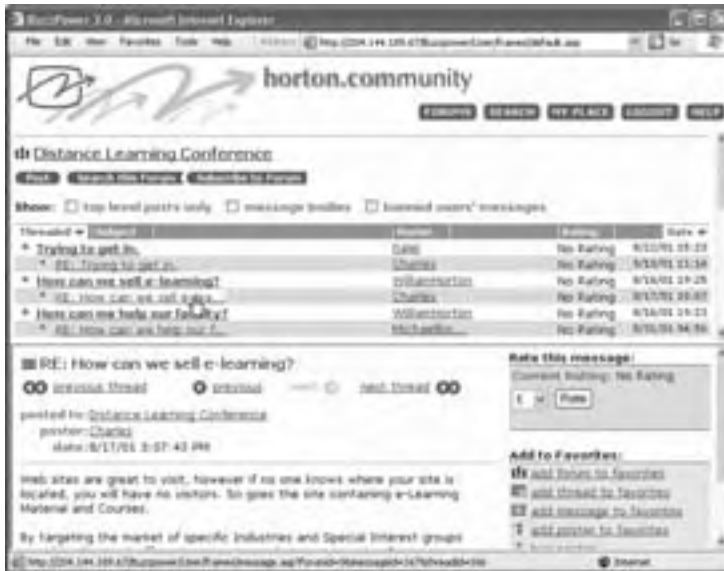 BuzzPower 3.0 - Microsoft Internet Explorer
File Edit View Favorites Tools Help Address Go
horton.community
FORUMS SEARCH MY PLACE LOGOUT HELP
Distance Learning Conference
Post Search this Forum Subscribe to Forum
Show: top level posts only message bodies banned users' messages
Threaded Subject Poster Rating Date
Trying to get in. No Rating
RE: Trying to get in. Charles No Rating
How can we sell e-learning? WilliamHorton No Rating
RE: How can we sell e-lea... Charles No Rating
How can we help our faculty? WilliamHorton No Rating
RE: How can we help our f... No Rating
RE: How can we sell e-learning?
previous thread previous next next thread
posted to: Distance Learning Conference
poster: Charles
date: 8/17/01 3:07:43 PM
Web sites are great to visit, however if no one knows where your site is
located, you will have no visitors. So goes the site containing e-Learning
Material and Courses.
By targeting the market of specific Industries and Special Interest groups
Rate this message:
Current Rating: No Rating
Rate
Add to Favorites:
add forum to favorites
add thread to favorites
add message to favorites
add poster to favorites
Internet